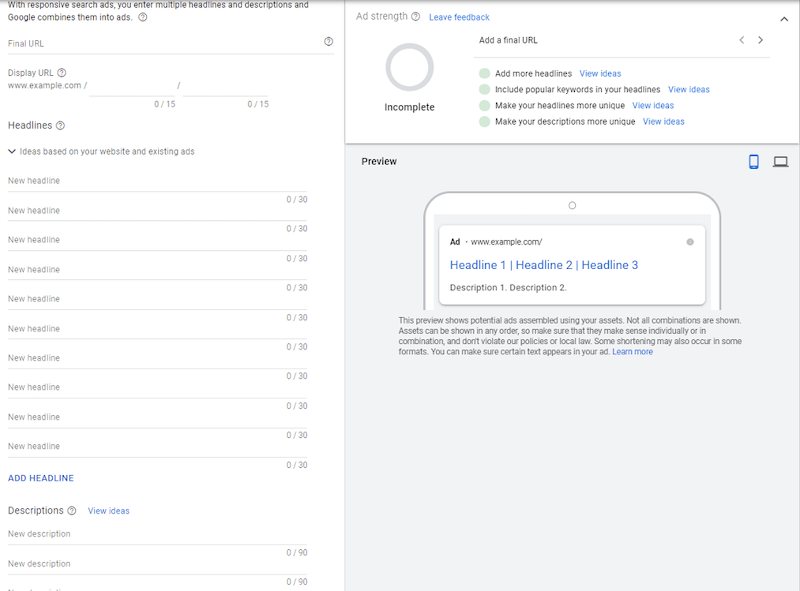 With responsive search ads, you enter multiple headlines and descriptions and
Google combines them into ads.
Final URL
Display URL
www.example.com / /
0 / 15 0 / 15
Headlines
Ideas based on your website and existing ads
New headline
0 / 30
New headline
0 / 30
New headline
0 / 30
New headline
0 / 30
New headline
0 / 30
New headline
0 / 30
New headline
0 / 30
New headline
0 / 30
New headline
0 / 30
New headline
0 / 30
ADD HEADLINE
Descriptions View ideas
New description
0 / 90
New description
0 / 90
Ad strength Leave feedback
Incomplete
Add a final URL
Add more headlines View ideas
Include popular keywords in your headlines View ideas
Make your headlines more unique View ideas
Make your descriptions more unique View ideas
Preview
Ad · www.example.com/
Headline 1 | Headline 2 | Headline 3
Description 1. Description 2.
This preview shows potential ads assembled using your assets. Not all combinations are shown.
Assets can be shown in any order, so make sure that they make sense individually or in
combination, and don't violate our policies or local law. Some shortening may also occur in some
formats. You can make sure certain text appears in your ad. Learn more